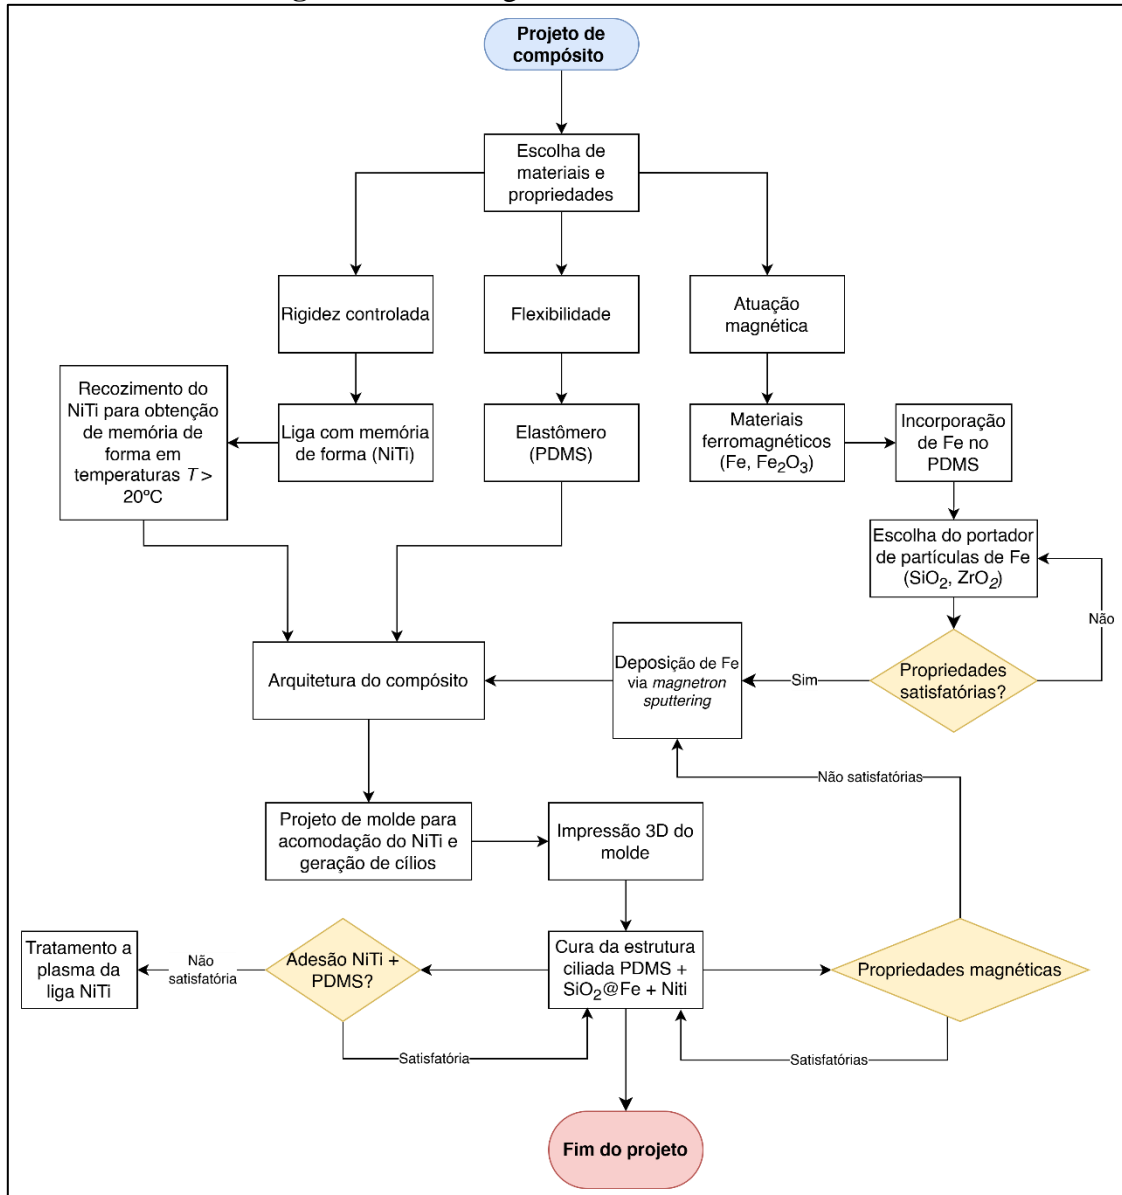 Projeto de
compósito
Escolha de
materiais e
propriedades
Rigidez controlada
Flexibilidade
Atuação
magnética
Recozimento do
NiTi para obtenção
de memória de
forma em
temperaturas T >
20ºC
Liga com memória
de forma (NiTi)
Elastômero
(PDMS)
Materiais
ferromagnéticos
(Fe, Fe₂O₃)
Incorporação
de Fe no
PDMS
Escolha do portador
de partículas de Fe
(SiO₂, ZrO₂)
Não
Propriedades
satisfatórias?
Sim
Deposição de Fe
via magnetron
sputtering
Arquitetura do compósito
Não satisfatórias
Projeto de molde para
acomodação do NiTi e
geração de cílios
Impressão 3D do
molde
Tratamento a
plasma da
liga NiTi
Não
satisfatória
Adesão NiTi +
PDMS?
Cura da estrutura
ciliada PDMS +
SiO₂@Fe + Niti
Propriedades magnéticas
Satisfatória
Satisfatórias
Fim do projeto